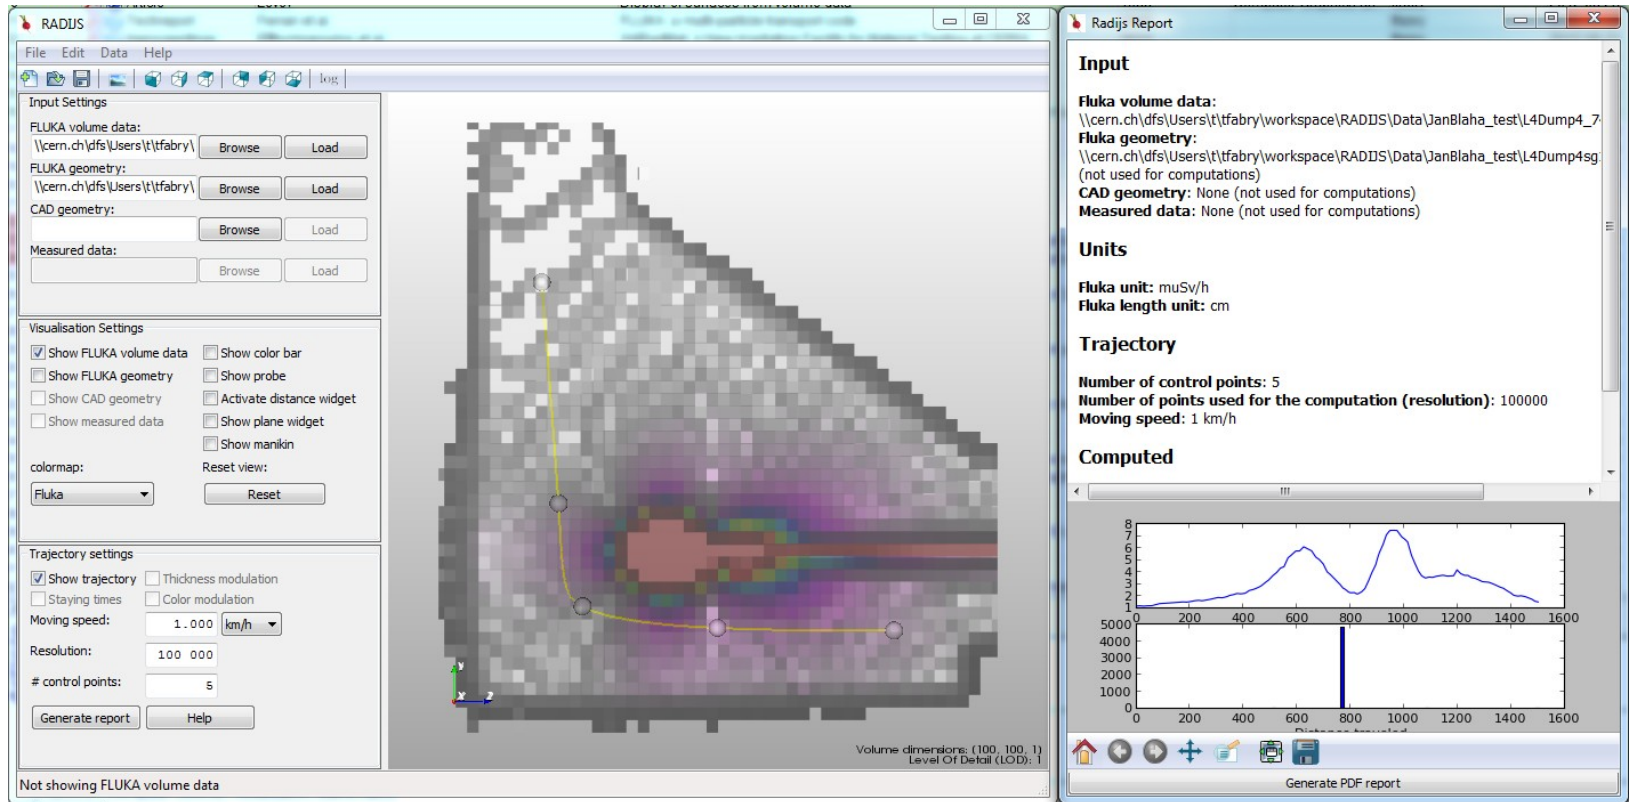 RADIJS
File Edit Data Help
log
Input Settings
FLUKA volume data:
\\cern.ch\dfs\Users\t\tfabry\ Browse Load
FLUKA geometry:
\\cern.ch\dfs\Users\t\tfabry\ Browse Load
CAD geometry:
Browse Load
Measured data:
Browse Load
Visualisation Settings
Show FLUKA volume data Show color bar
Show FLUKA geometry Show probe
Show CAD geometry Activate distance widget
Show measured data Show plane widget
Show manikin
colormap: Reset view:
Fluka Reset
Trajectory settings
Show trajectory Thickness modulation
Staying times Color modulation
Moving speed: 1.000 km/h
Resolution: 100 000
# control points: 5
Generate report Help
Y
X Z
Volume dimensions: (100, 100, 1)
Level Of Detail (LOD): 1
Not showing FLUKA volume data
Radijs Report
Input
Fluka volume data:
\\cern.ch\dfs\Users\t\tfabry\workspace\RADIJS\Data\JanBlaha_test\L4Dump4_7
Fluka geometry:
\\cern.ch\dfs\Users\t\tfabry\workspace\RADIJS\Data\JanBlaha_test\L4Dump4sg
(not used for computations)
CAD geometry: None (not used for computations)
Measured data: None (not used for computations)
Units
Fluka unit: muSv/h
Fluka length unit: cm
Trajectory
Number of control points: 5
Number of points used for the computation (resolution): 100000
Moving speed: 1 km/h
Computed
8
7
6
5
4
3
2
1
0 200 400 600 800 1000 1200 1400 1600
5000
4000
3000
2000
1000
0
0 200 400 600 800 1000 1200 1400 1600
Distance traveled
Generate PDF report